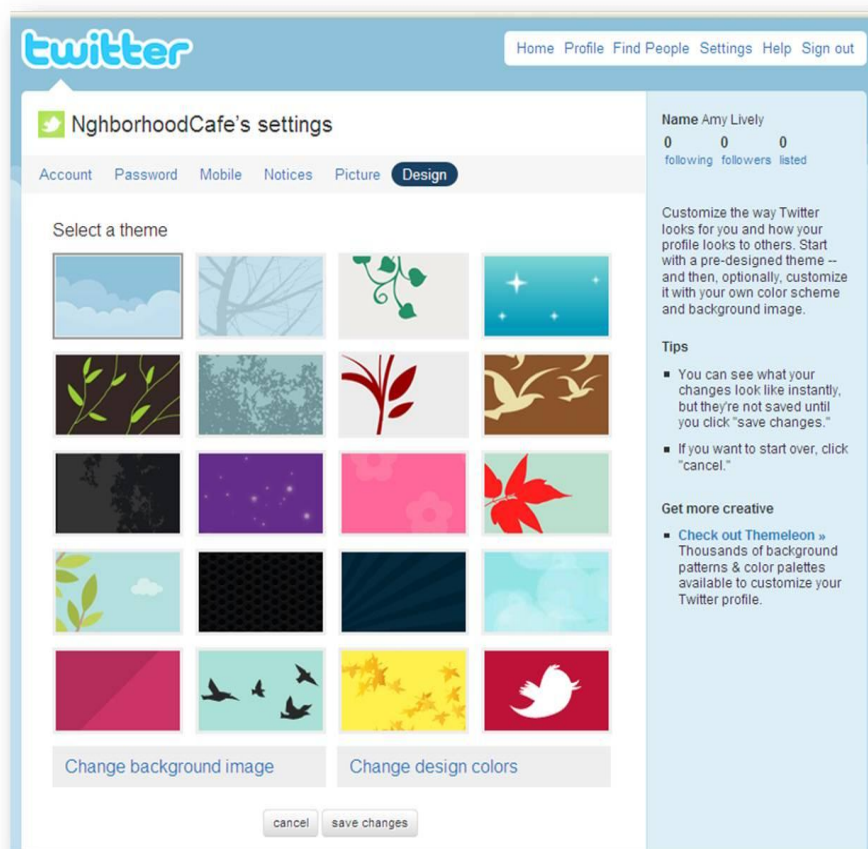 twitter
Home Profile Find People Settings Help Sign out
NghborhoodCafe's settings
Account Password Mobile Notices Picture Design
Select a theme
Change background image
Change design colors
cancel
save changes
Name Amy Lively
0 0 0
following followers listed
Customize the way Twitter
looks for you and how your
profile looks to others. Start
with a pre-designed theme --
and then, optionally, customize
it with your own color scheme
and background image.
Tips
You can see what your
changes look like instantly,
but they're not saved until
you click "save changes."
If you want to start over, click
"cancel."
Get more creative
Check out Themeleon »
Thousands of background
patterns & color palettes
available to customize your
Twitter profile.